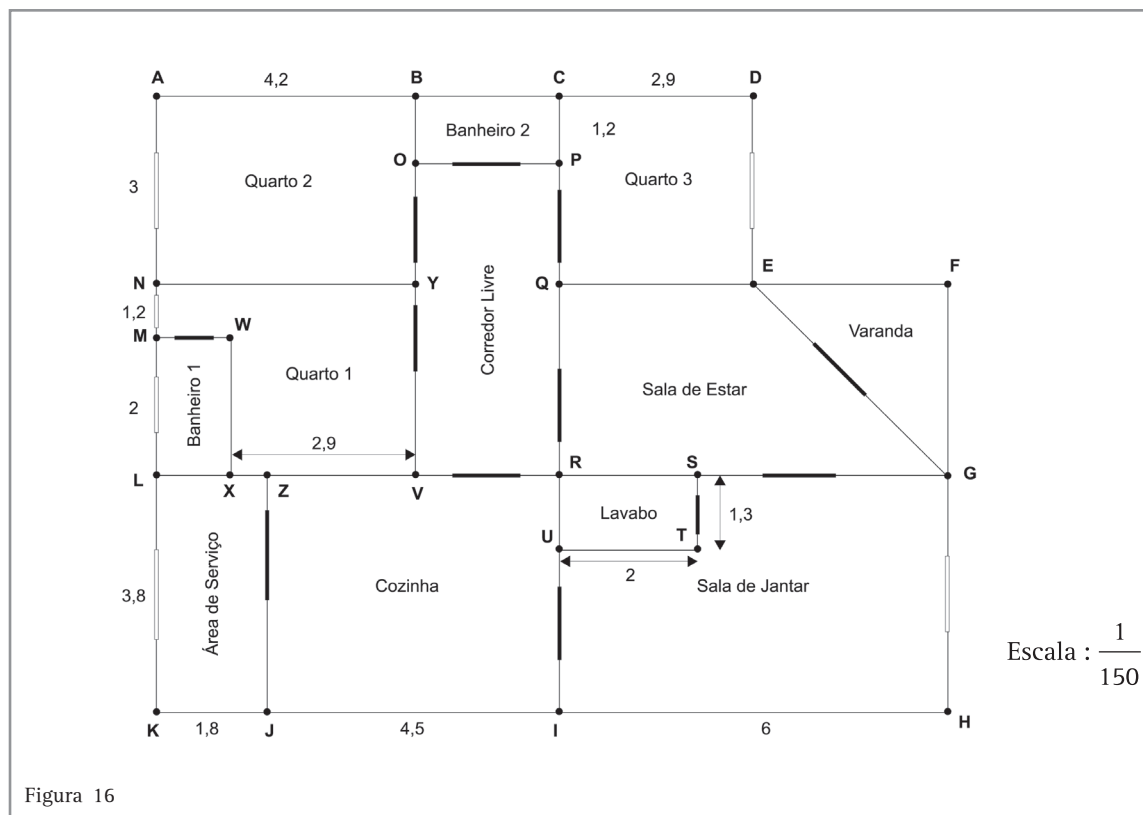 A 4,2 B C 2,9 D
Banheiro 2 1,2
O P
3 Quarto 2 Quarto 3
N Y Q E F
1,2
M W
Corredor Livre
Varanda
Banheiro 1
Quarto 1
Sala de Estar
2
2,9
L X Z V R S G
Lavabo 1,3
U T
2
Área de Serviço
Cozinha
Sala de Jantar
3,8
Escala : 1
150
K 1,8 J 4,5 I 6 H
Figura 16